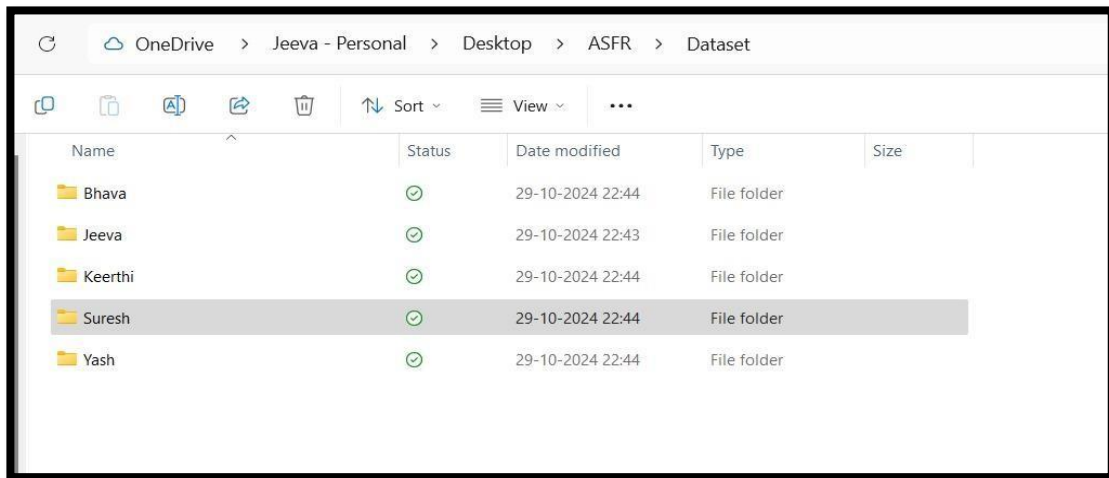 OneDrive > Jeeva - Personal > Desktop > ASFR > Dataset
Sort View
Name Status Date modified Type Size
Bhava 29-10-2024 22:44 File folder
Jeeva 29-10-2024 22:43 File folder
Keerthi 29-10-2024 22:44 File folder
Suresh 29-10-2024 22:44 File folder
Yash 29-10-2024 22:44 File folder